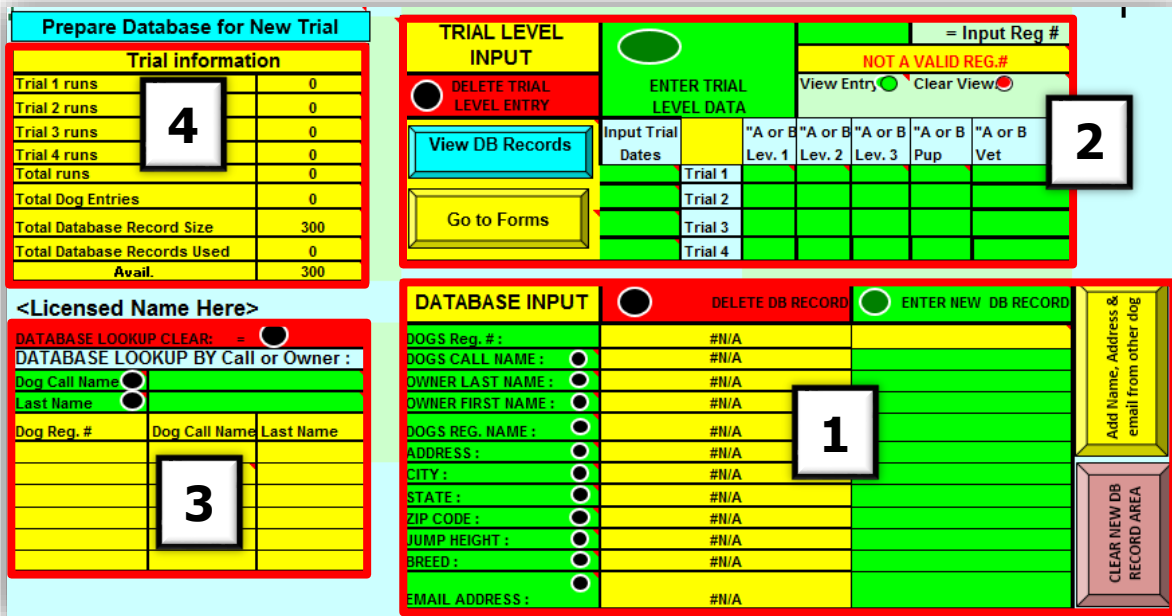 Prepare Database for New Trial
Trial information
Trial 1 runs 0
Trial 2 runs 0
Trial 3 runs 0
Trial 4 runs 0
Total runs 0
Total Dog Entries 0
Total Database Record Size 300
Total Database Records Used 0
Avail. 300
4
TRIAL LEVEL
INPUT
DELETE TRIAL
LEVEL ENTRY
View DB Records
Go to Forms
ENTER TRIAL
LEVEL DATA
= Input Reg #
NOT A VALID REG.#
View Entry Clear View
Input Trial
Dates
"A or B "A or B "A or B "A or B "A or B
Lev. 1 Lev. 2 Lev. 3 Pup Vet
Trial 1
Trial 2
Trial 3
Trial 4
2
<Licensed Name Here>
DATABASE LOOKUP CLEAR: =
DATABASE LOOKUP BY Call or Owner :
Dog Call Name
Last Name
Dog Reg. # Dog Call Name Last Name
3
DATABASE INPUT DELETE DB RECORD ENTER NEW DB RECORD
DOGS Reg. # : #N/A
DOGS CALL NAME : #N/A
OWNER LAST NAME : #N/A
OWNER FIRST NAME : #N/A
DOGS REG. NAME : #N/A
ADDRESS : #N/A
CITY : #N/A
STATE : #N/A
ZIP CODE : #N/A
JUMP HEIGHT : #N/A
BREED : #N/A
EMAIL ADDRESS : #N/A
1
Add Name, Address &
email from other dog
CLEAR NEW DB
RECORD AREA